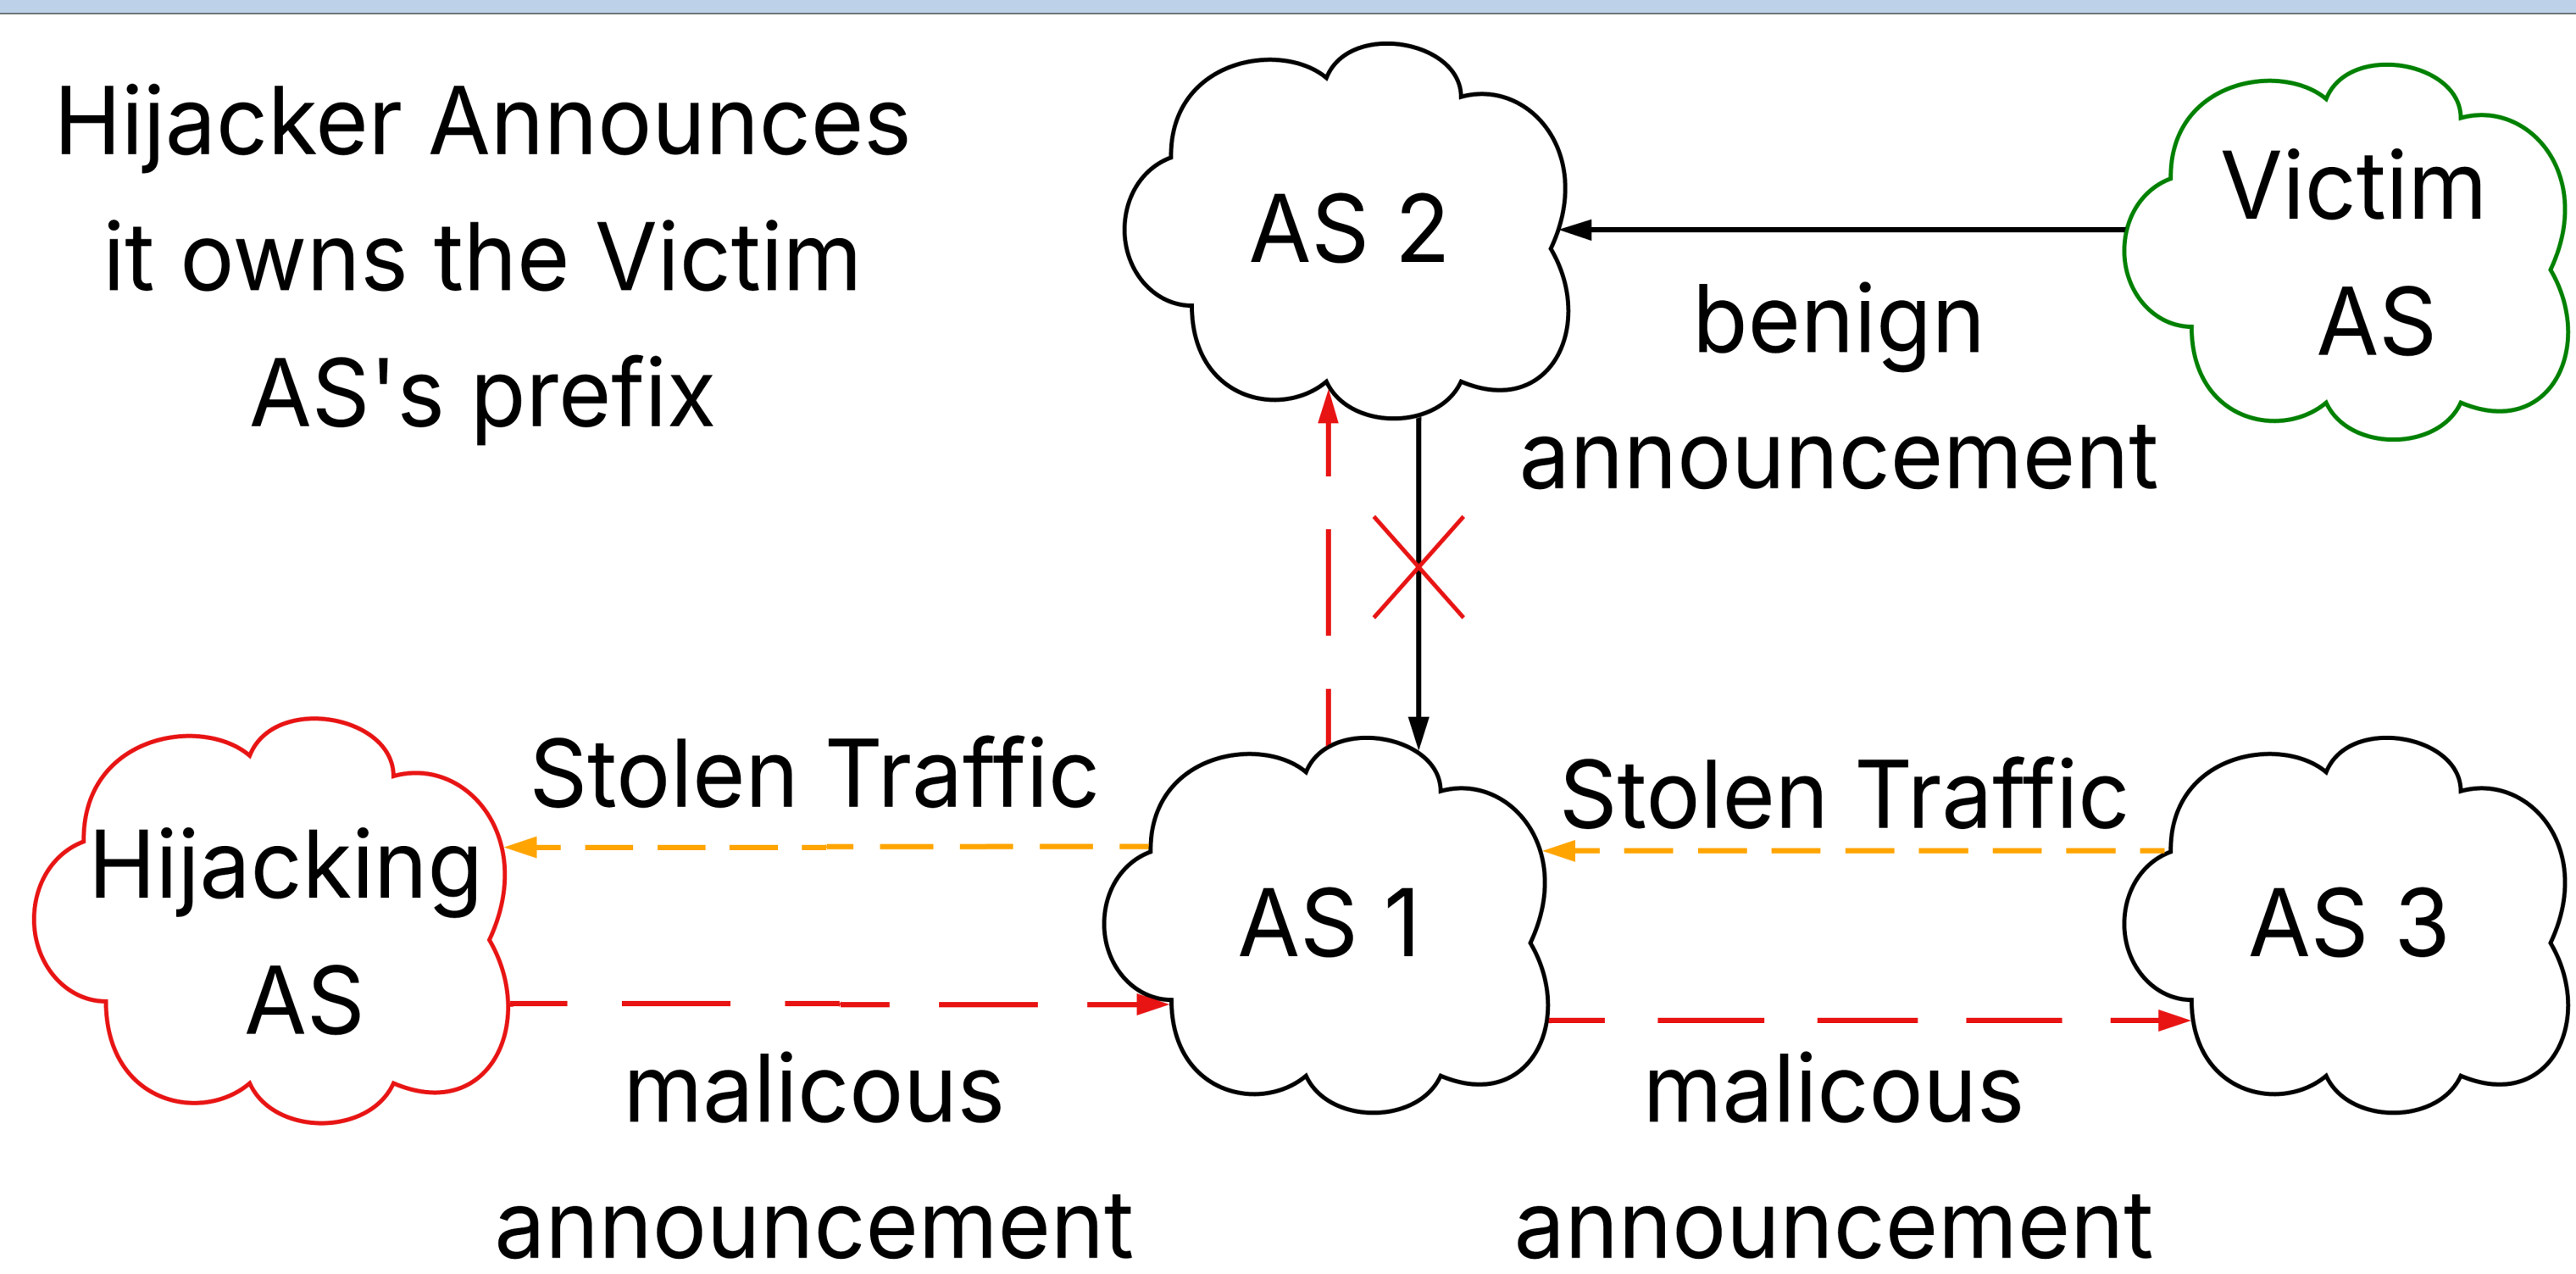 Hijacker Announces
it owns the Victim
AS's prefix
AS 2
Victim
AS
benign
announcement
Stolen Traffic
Stolen Traffic
Hijacking
AS
AS 1
AS 3
malicous
announcement
malicous
announcement